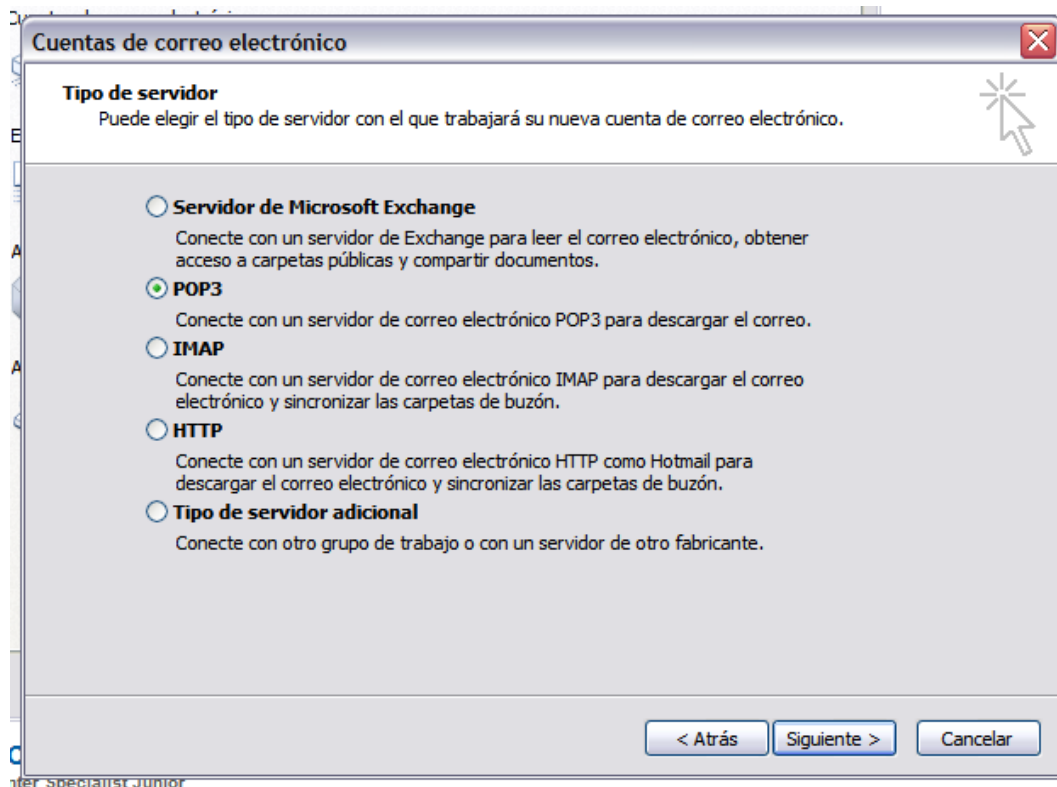 Cuentas de correo electrónico
Tipo de servidor
Puede elegir el tipo de servidor con el que trabajará su nueva cuenta de correo electrónico.
Servidor de Microsoft Exchange
Conecte con un servidor de Exchange para leer el correo electrónico, obtener
acceso a carpetas públicas y compartir documentos.
POP3
Conecte con un servidor de correo electrónico POP3 para descargar el correo.
IMAP
Conecte con un servidor de correo electrónico IMAP para descargar el correo
electrónico y sincronizar las carpetas de buzón.
HTTP
Conecte con un servidor de correo electrónico HTTP como Hotmail para
descargar el correo electrónico y sincronizar las carpetas de buzón.
Tipo de servidor adicional
Conecte con otro grupo de trabajo o con un servidor de otro fabricante.
< Atrás Siguiente > Cancelar
Specialist Junior